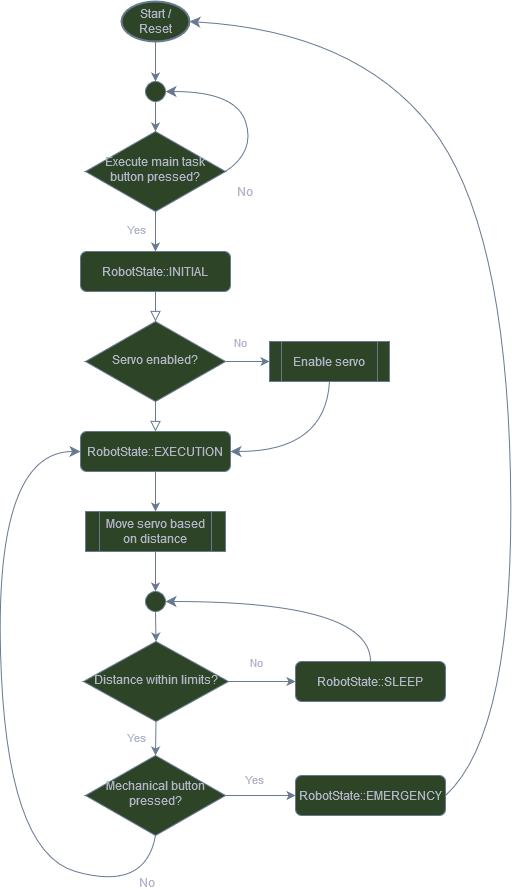 Start /
Reset
Execute main task
button pressed?
No
Yes
RobotState::INITIAL
Servo enabled?
No
Enable servo
RobotState::EXECUTION
Move servo based
on distance
Distance within limits?
No
RobotState::SLEEP
Yes
Mechanical button
pressed?
Yes
RobotState::EMERGENCY
No